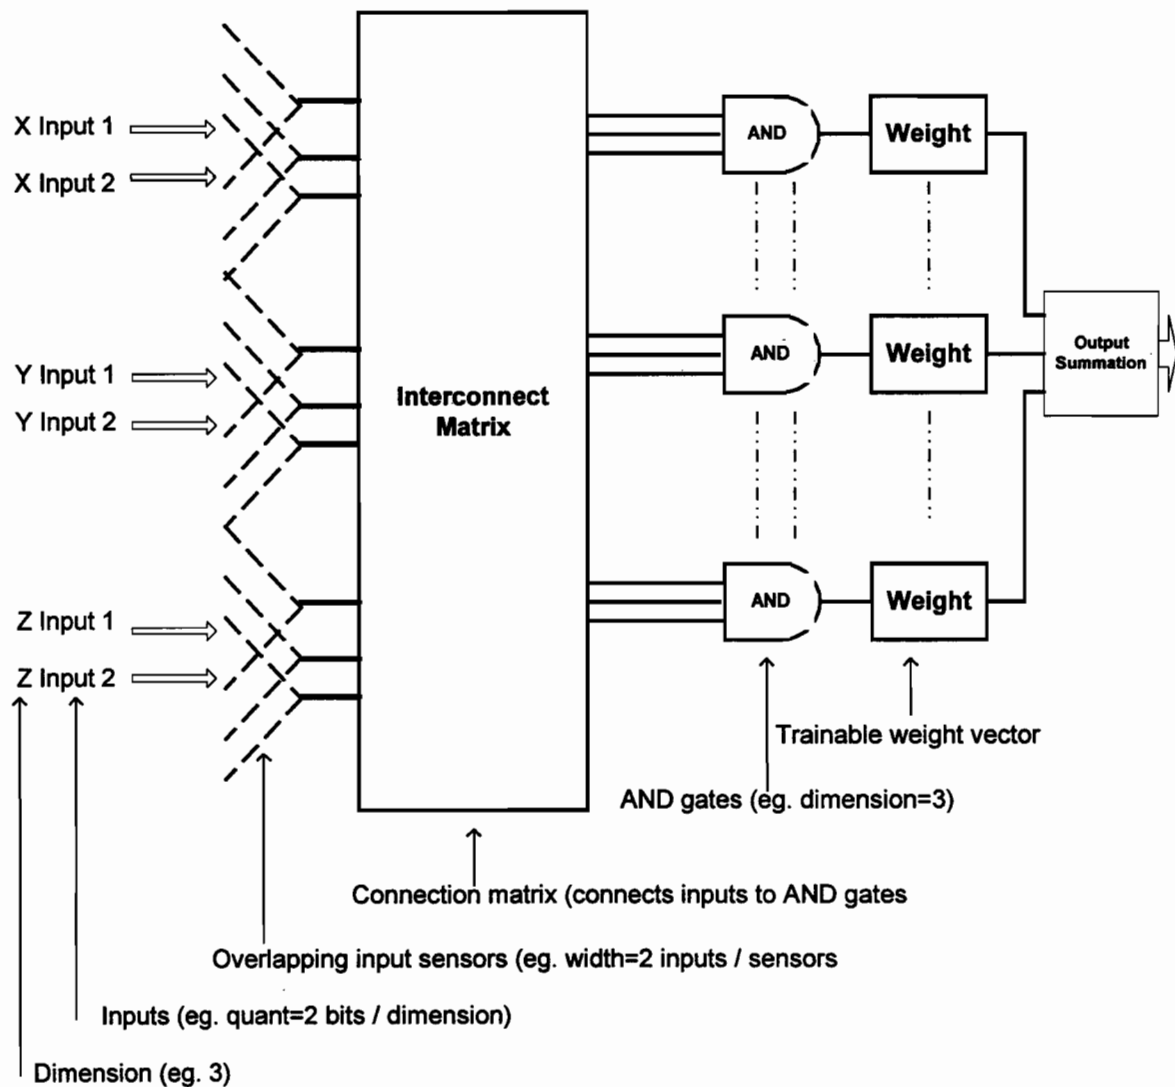 X Input 1
X Input 2
Y Input 1
Y Input 2
Z Input 1
Z Input 2
Interconnect
Matrix
AND
Weight
AND
Weight
AND
Weight
Output
Summation
Trainable weight vector
AND gates (eg. dimension=3)
Connection matrix (connects inputs to AND gates
Overlapping input sensors (eg. width=2 inputs / sensors
Inputs (eg. quant=2 bits / dimension)
Dimension (eg. 3)